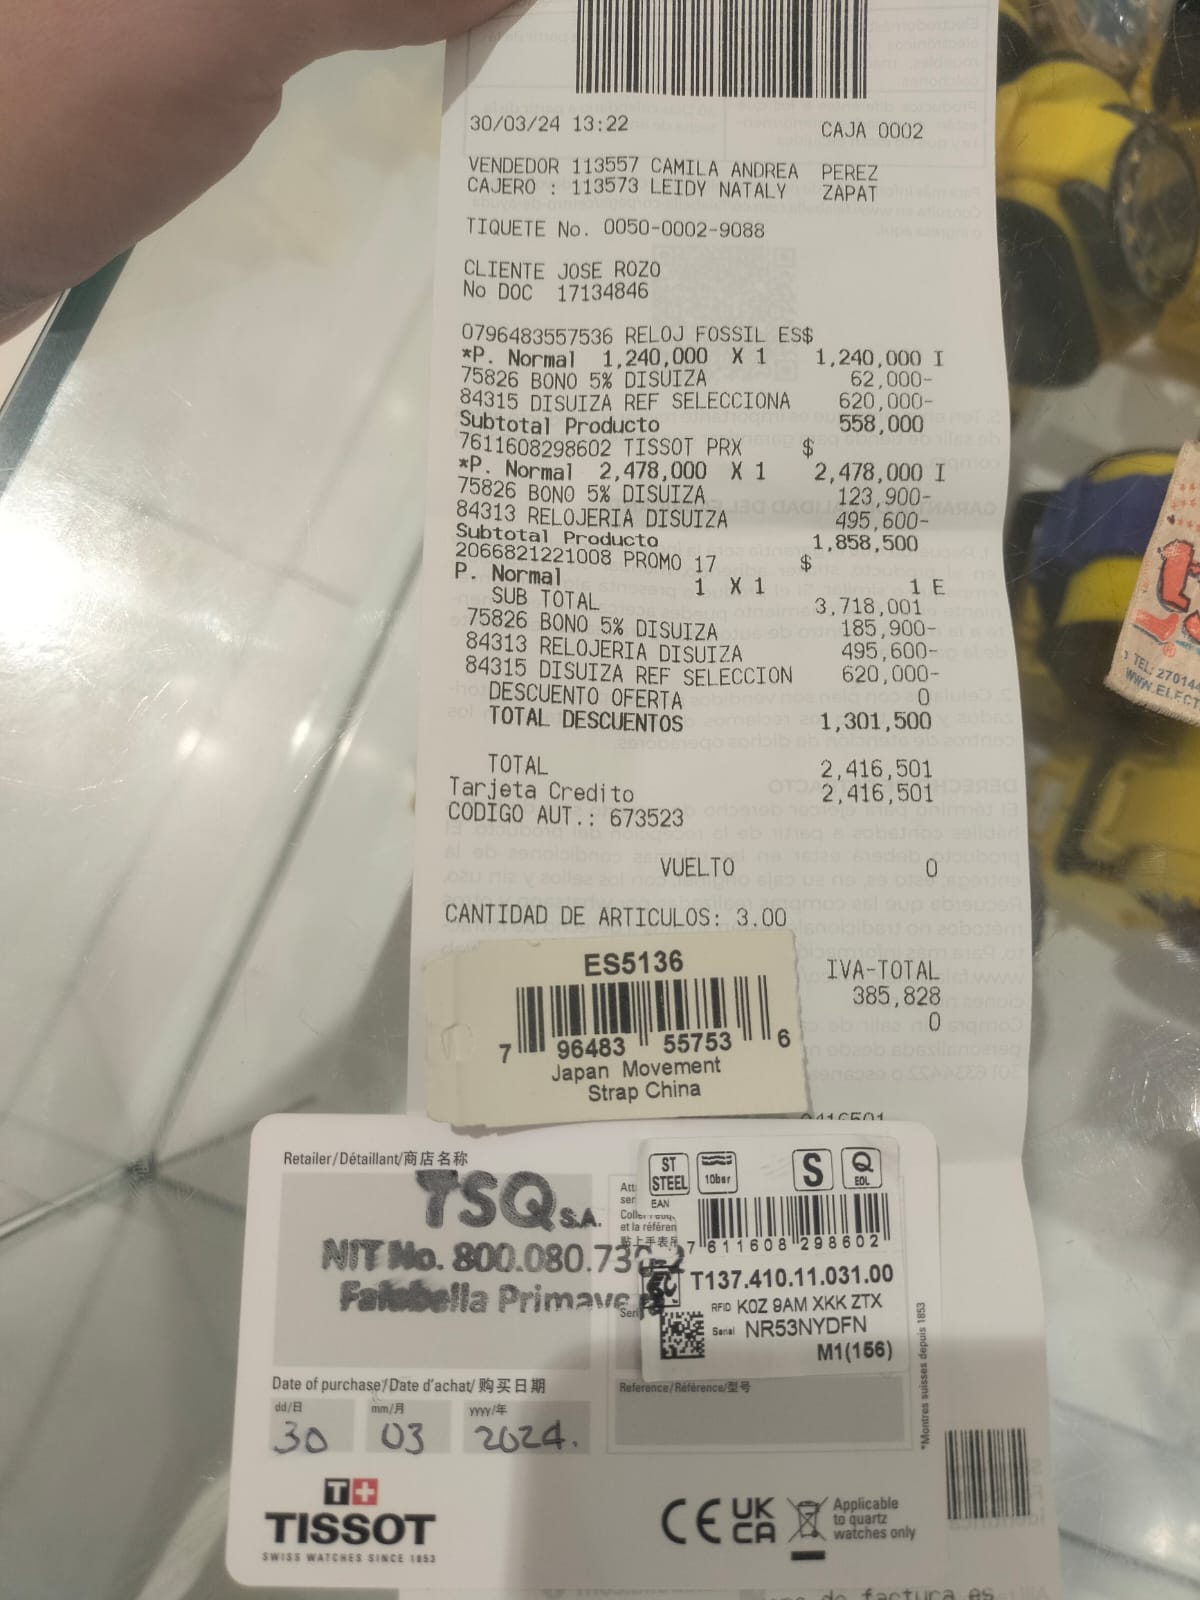 30/03/24 13:22 CAJA 0002
VENDEDOR 113557 CAMILA ANDREA PEREZ
CAJERO : 113573 LEIDY NATALY ZAPAT
TIQUETE No. 0050-0002-9088
CLIENTE JOSE ROZO
No DOC 17134846
0796483557536 RELOJ FOSSIL ES$
*P. Normal 1,240,000 X 1 1,240,000 I
75826 BONO 5% DISUIZA 62,000-
84315 DISUIZA REF SELECCIONA 620,000-
Subtotal Producto 558,000
7611608298602 TISSOT PRX $
*P. Normal 2,478,000 X 1 2,478,000 I
75826 BONO 5% DISUIZA 123,900-
84313 RELOJERIA DISUIZA 495,600-
Subtotal Producto 1,858,500
2066821221008 PROMO 17 $
P. Normal 1 X 1 1 E
SUB TOTAL 3,718,001
75826 BONO 5% DISUIZA 185,900-
84313 RELOJERIA DISUIZA 495,600-
84315 DISUIZA REF SELECCION 620,000-
DESCUENTO OFERTA 0
TOTAL DESCUENTOS 1,301,500
TOTAL 2,416,501
Tarjeta Credito 2,416,501
CODIGO AUT.: 673523
VUELTO 0
CANTIDAD DE ARTICULOS: 3.00
IVA-TOTAL
385,828
0
ES5136
7 96483 55753 6
Japan Movement
Strap China
Retailer/Détaillant/商店名称
TSQ S.A.
NIT No. 800.080.73
Falabella Primave
ST STEEL
10bar
S
Q EOL
EAN
7 611608 298602
T137.410.11.031.00
RFID K0Z 9AM XKK ZTX
Serial NR53NYDFN
M1(156)
Date of purchase/Date d'achat/购买日期
dd/日 mm/月 yyyy/年
30 03 2024.
Reference/Référence/型号
*Montres suisses depuis 1853
T+
TISSOT
SWISS WATCHES SINCE 1853
CE UK CA
Applicable
to quartz
watches only
de factura es
TEL: 27014
WWW.ELECT